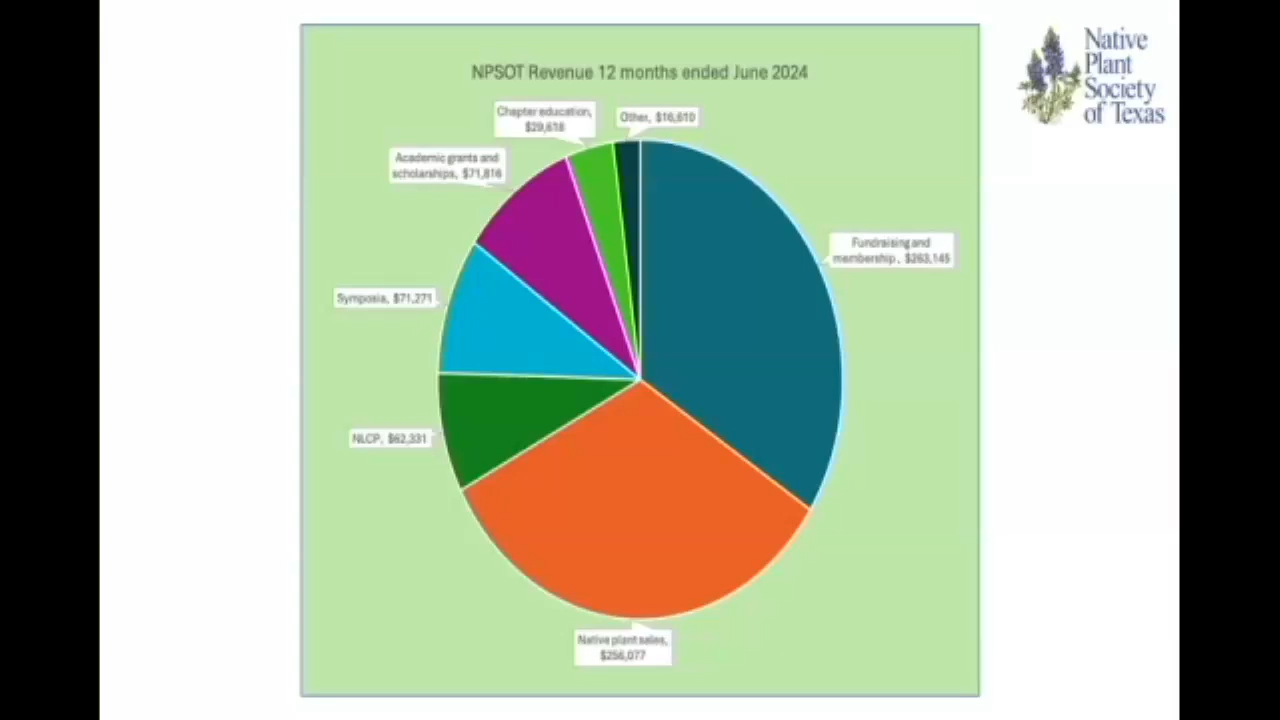 NPSOT Revenue 12 months ended June 2024
Native
Plant
Society
of Texas
Chapter education,
$29,618
Other, $16,610
Academic grants and
scholarships, $71,816
Fundraising and
membership , $263,145
Symposia, $71,271
NLCP, $62,331
Native plant sales,
$256,077